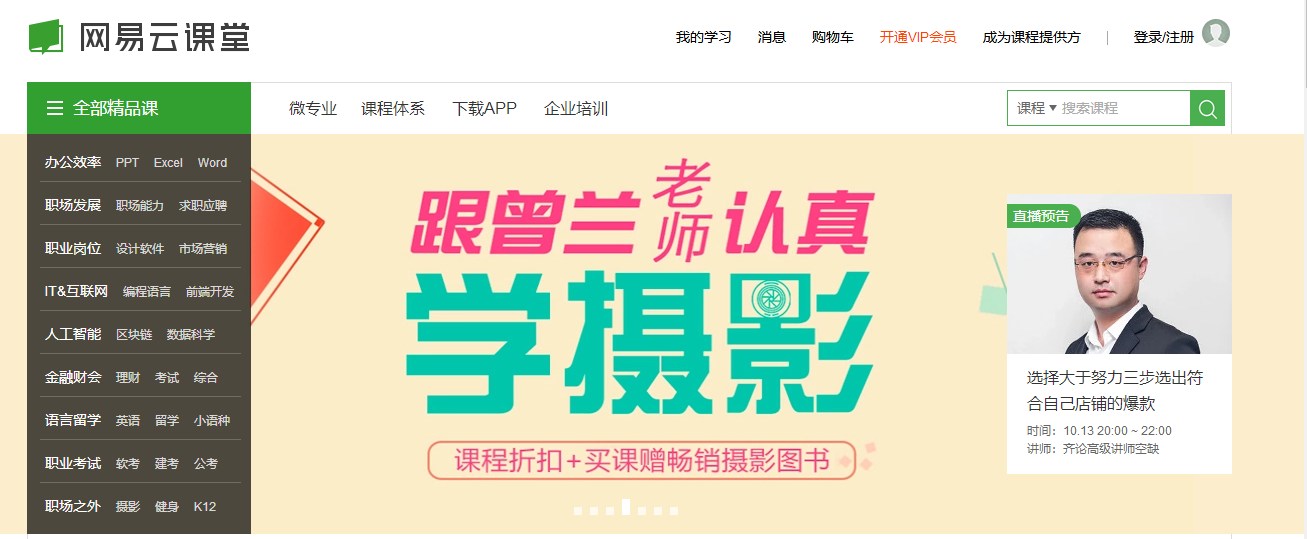 网易云课堂
我的学习 消息 购物车 开通VIP会员 成为课程提供方 登录/注册
全部精品课 微专业 课程体系 下载APP 企业培训 课程 搜索课程
办公效率 PPT Excel Word
职场发展 职场能力 求职应聘
职业岗位 设计软件 市场营销
IT&互联网 编程语言 前端开发
人工智能 区块链 数据科学
金融财会 理财 考试 综合
语言留学 英语 留学 小语种
职业考试 软考 建考 公考
职场之外 摄影 健身 K12
跟曾兰老师认真
学摄影
课程折扣+买课赠畅销摄影图书
直播预告
选择大于努力三步选出符
合自己店铺的爆款
时间：10.13 20:00 ~ 22:00
讲师：齐论高级讲师空缺